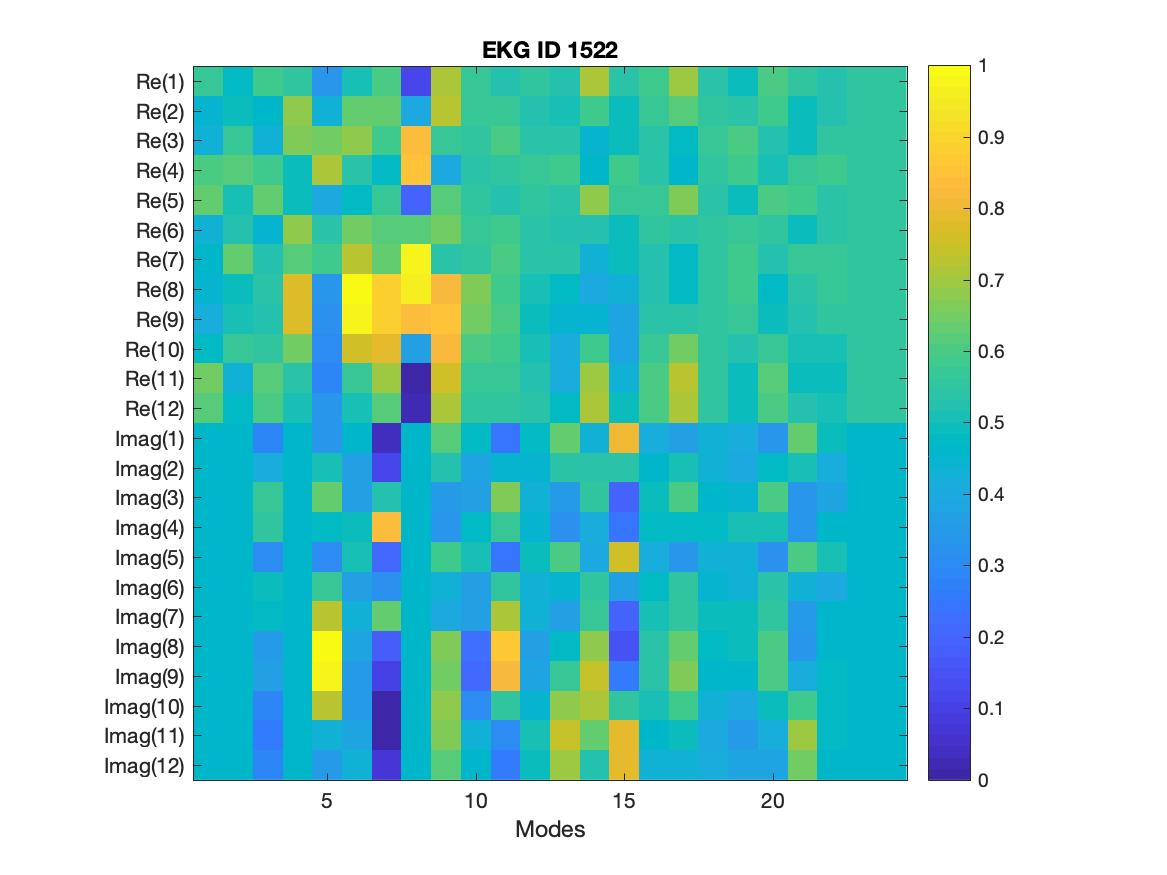 EKG ID 1522
Re(1)
Re(2)
Re(3)
Re(4)
Re(5)
Re(6)
Re(7)
Re(8)
Re(9)
Re(10)
Re(11)
Re(12)
Imag(1)
Imag(2)
Imag(3)
Imag(4)
Imag(5)
Imag(6)
Imag(7)
Imag(8)
Imag(9)
Imag(10)
Imag(11)
Imag(12)
5 10 15 20
Modes
1
0.9
0.8
0.7
0.6
0.5
0.4
0.3
0.2
0.1
0